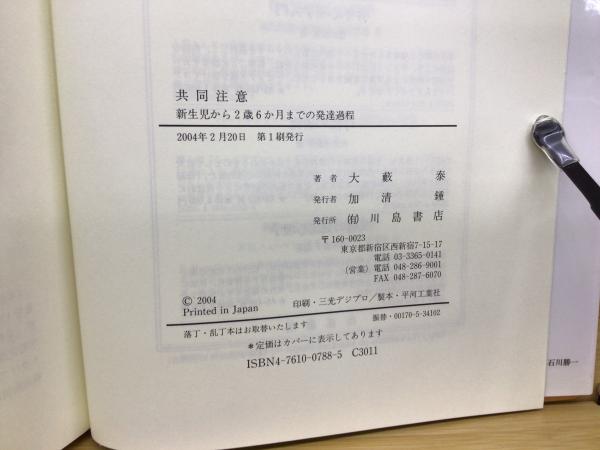 共同注意
新生児から2歳6か月までの発達過程
2004年2月20日 第1刷発行
著者 大藪 泰
発行者 加清 鍾
発行所 ㈲川島書店
〒160-0023
東京都新宿区西新宿7-15-17
電話 03-3365-0141
(営業) 電話 048-286-9001
FAX 048-287-6070
© 2004
Printed in Japan
印刷・三光デジプロ/製本・平河工業社
落丁・乱丁本はお取替いたします
振替・00170-5-34102
*定価はカバーに表示してあります
ISBN4-7610-0788-5 C3011
石川勝一